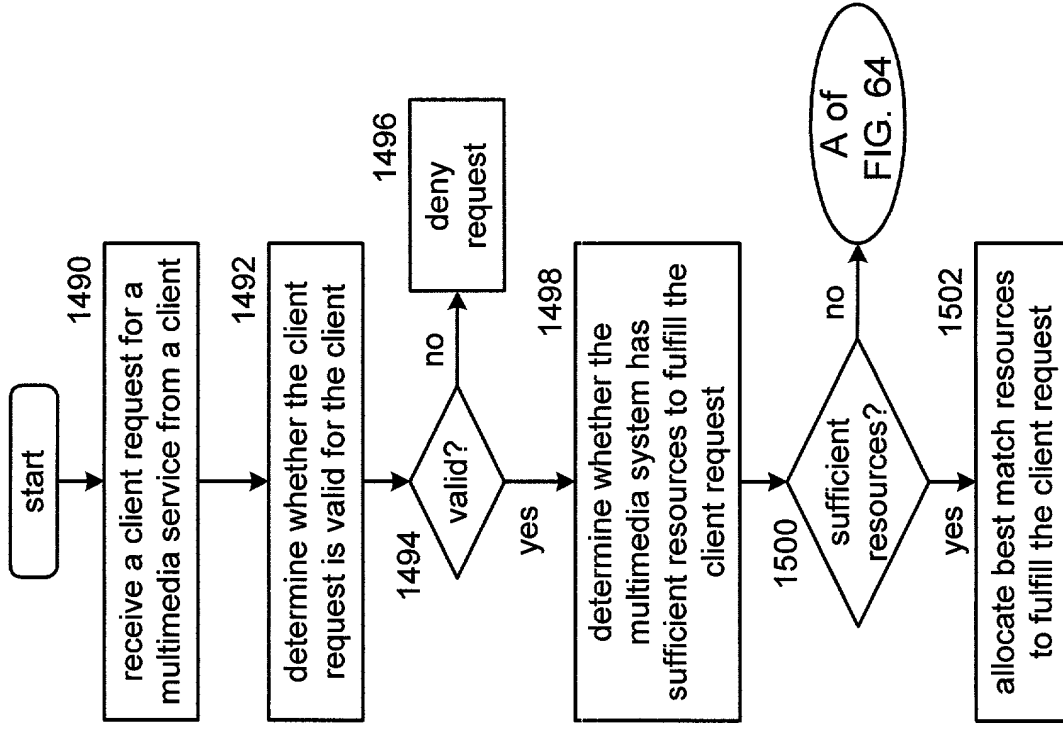 start
1490
receive a client request for a
multimedia service from a client
1492
determine whether the client
request is valid for the client
1494
valid?
no
1496
deny
request
yes
1498
determine whether the
multimedia system has
sufficient resources to fulfill the
client request
1500
sufficient
resources?
no
A of
FIG. 64
yes
1502
allocate best match resources
to fulfill the client request